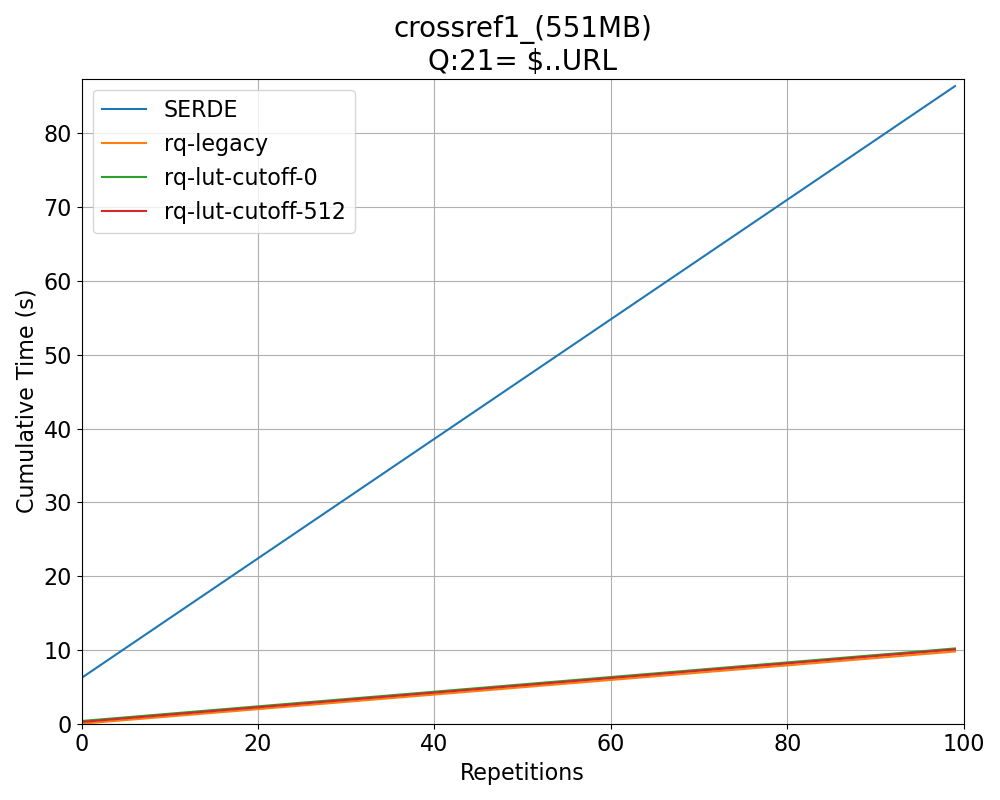 crossref1_(551MB)
Q:21= $..URL
SERDE
rq-legacy
rq-lut-cutoff-0
rq-lut-cutoff-512
Cumulative Time (s)
80
70
60
50
40
30
20
10
0
0 20 40 60 80 100
Repetitions